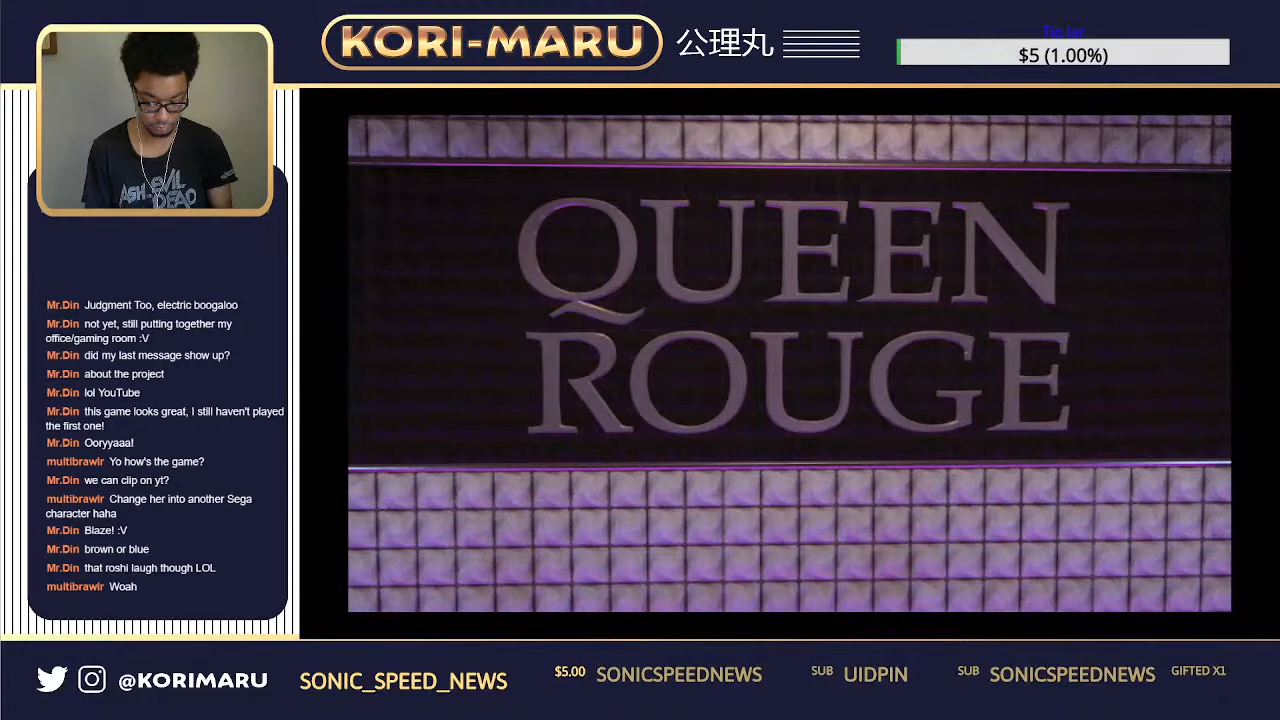 KORI-MARU
公理丸
Tip Jar
$5 (1.00%)
ASH EVIL
DEAD
QUEEN
ROUGE
Mr.Din Judgment Too, electric boogaloo
Mr.Din not yet, still putting together my
office/gaming room :V
Mr.Din did my last message show up?
Mr.Din about the project
Mr.Din lol YouTube
Mr.Din this game looks great, I still haven't played
the first one!
Mr.Din Ooryyaaa!
multibrawlr Yo how's the game?
Mr.Din we can clip on yt?
multibrawlr Change her into another Sega
character haha
Mr.Din Blaze! :V
Mr.Din brown or blue
Mr.Din that roshi laugh though LOL
multibrawlr Woah
@KORIMARU
SONIC_SPEED_NEWS
$5.00 SONICSPEEDNEWS
SUB UIDPIN
SUB SONICSPEEDNEWS GIFTED X1